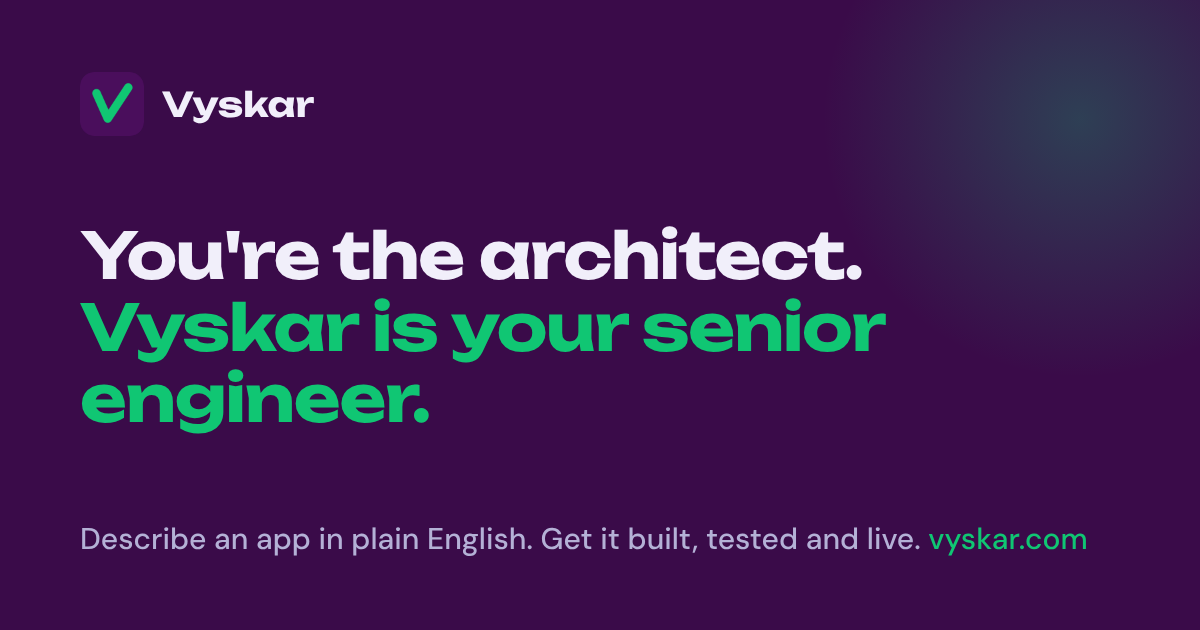 Vyskar
You're the architect.
Vyskar is your senior
engineer.
Describe an app in plain English. Get it built, tested and live. vyskar.com